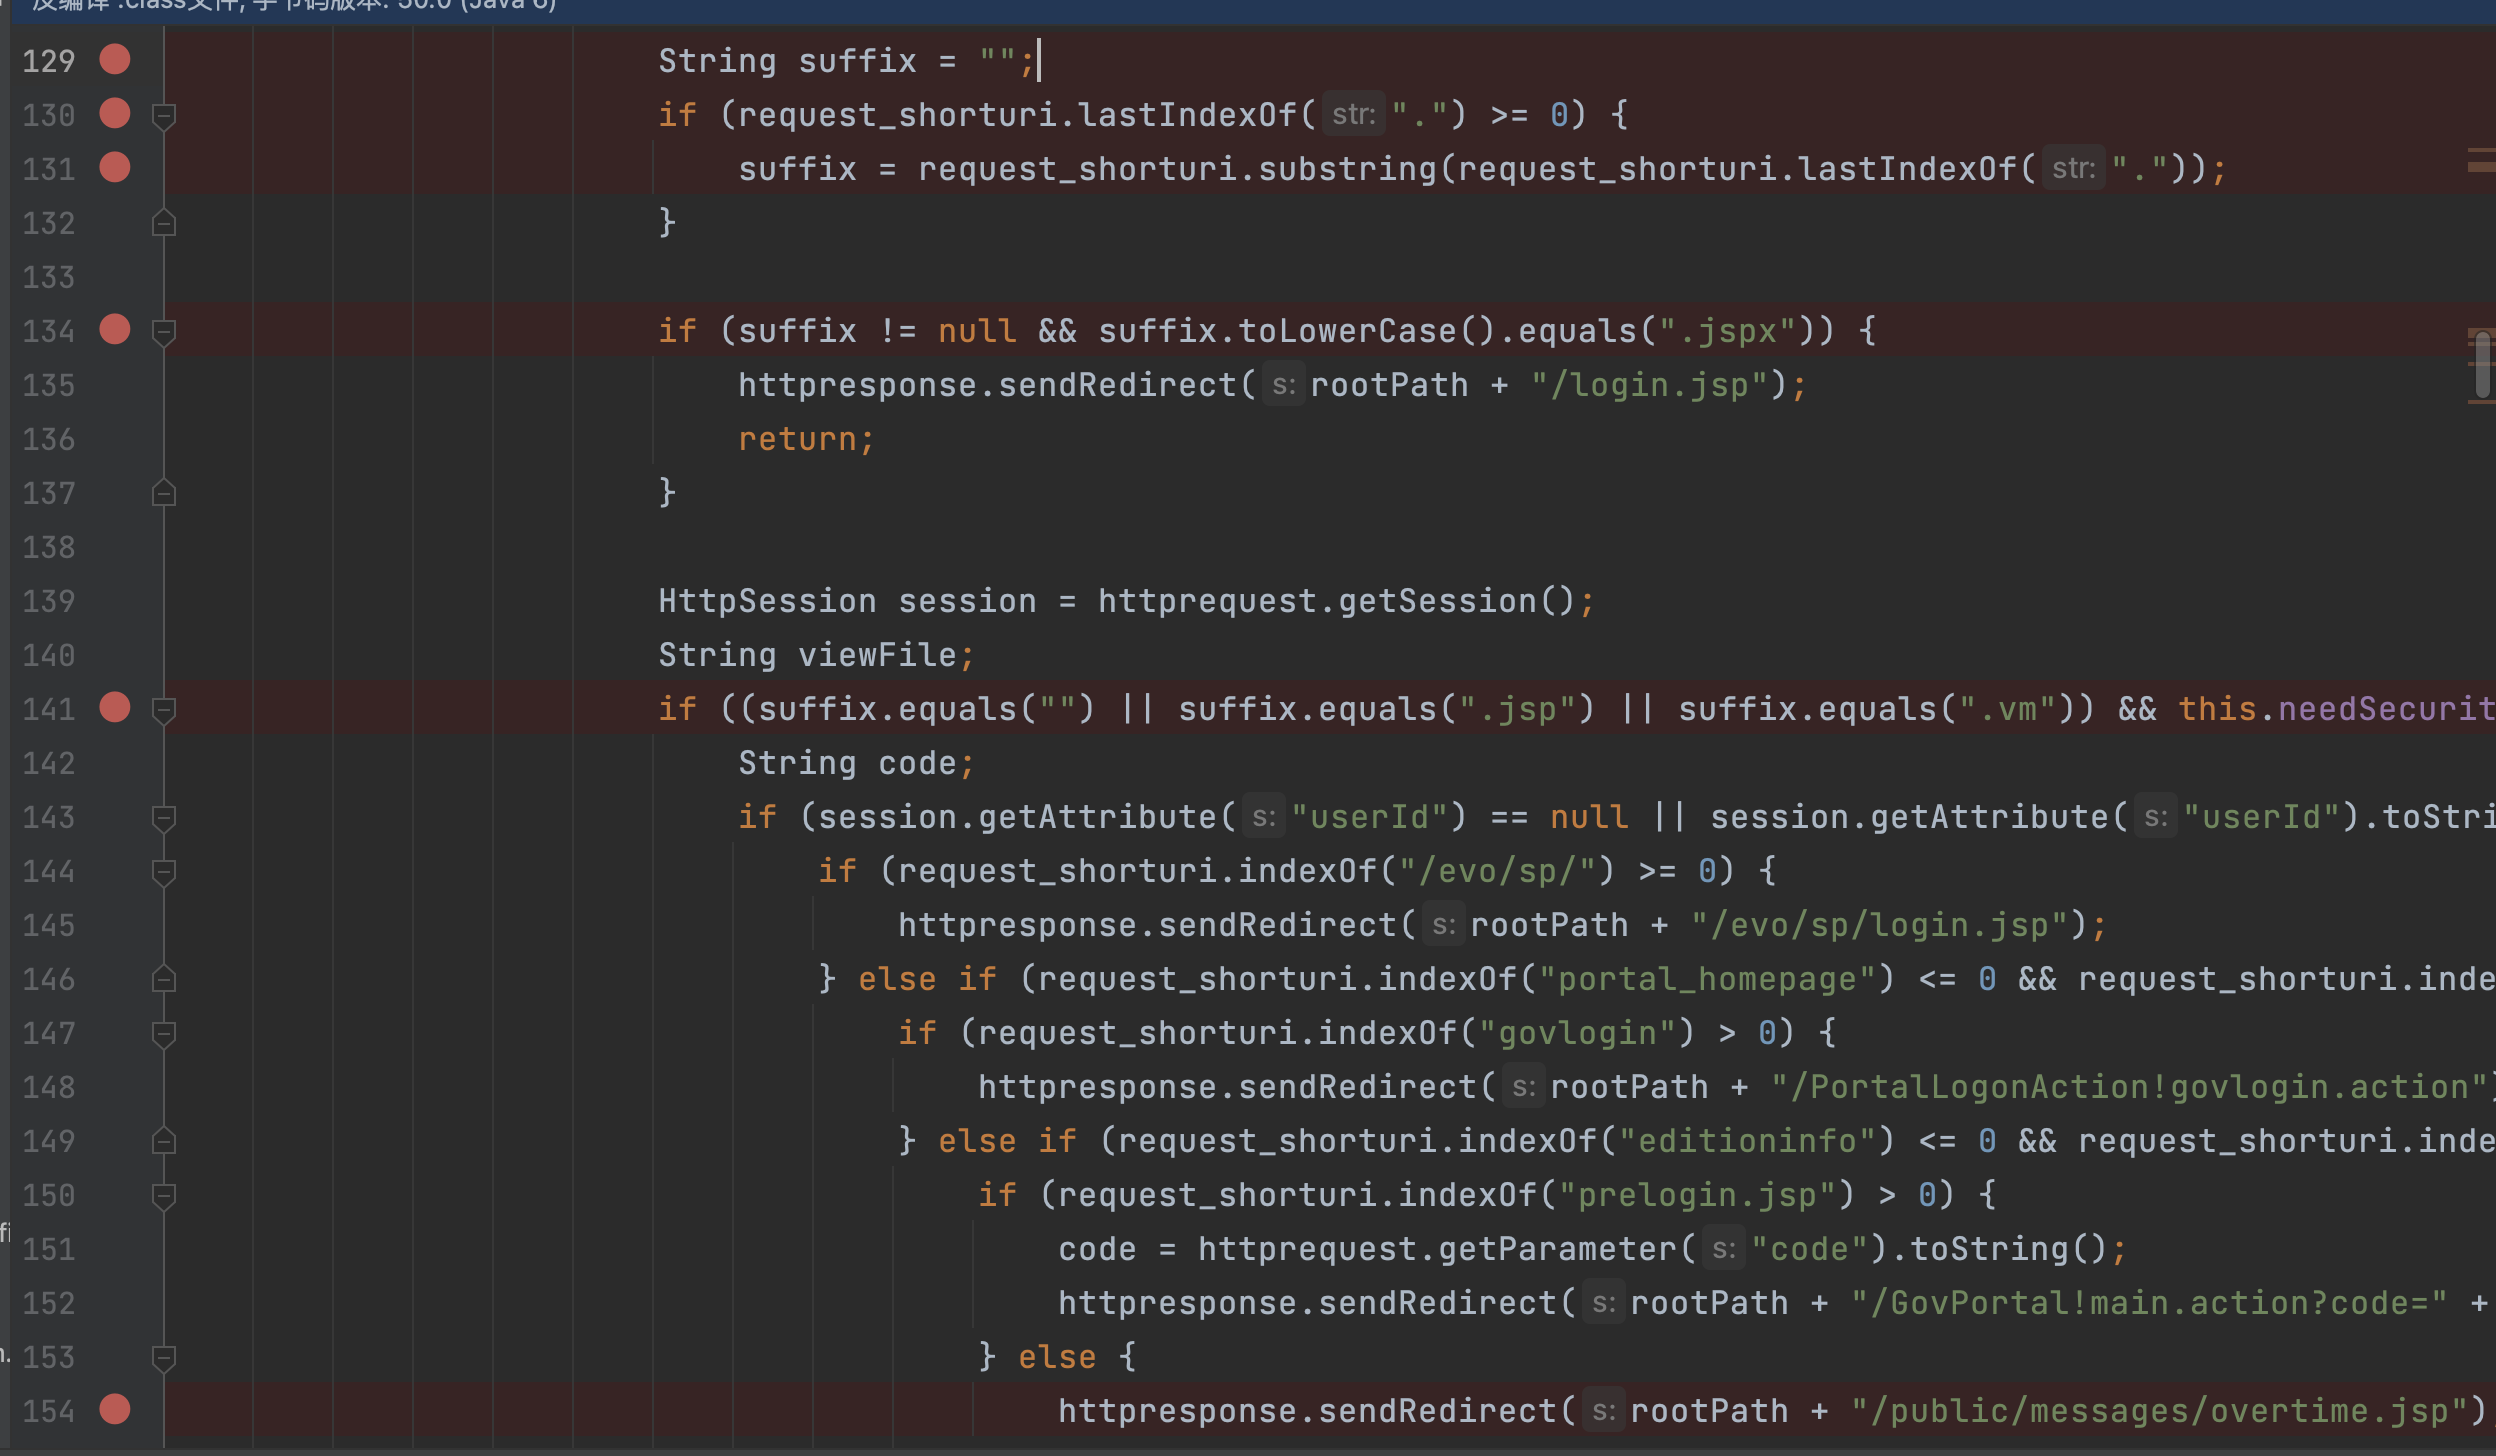 反编译 .class文件, 字节码版本: 50.0 (Java 6)
129 String suffix = "";
130 if (request_shorturi.lastIndexOf( str: ".") >= 0) {
131 suffix = request_shorturi.substring(request_shorturi.lastIndexOf( str: "."));
132 }
133
134 if (suffix != null && suffix.toLowerCase().equals(".jspx")) {
135 httpresponse.sendRedirect( s: rootPath + "/login.jsp");
136 return;
137 }
138
139 HttpSession session = httprequest.getSession();
140 String viewFile;
141 if ((suffix.equals("") || suffix.equals(".jsp") || suffix.equals(".vm")) && this.needSecurit
142 String code;
143 if (session.getAttribute( s: "userId") == null || session.getAttribute( s: "userId").toStri
144 if (request_shorturi.indexOf("/evo/sp/") >= 0) {
145 httpresponse.sendRedirect( s: rootPath + "/evo/sp/login.jsp");
146 } else if (request_shorturi.indexOf("portal_homepage") <= 0 && request_shorturi.inde
147 if (request_shorturi.indexOf("govlogin") > 0) {
148 httpresponse.sendRedirect( s: rootPath + "/PortalLogonAction!govlogin.action")
149 } else if (request_shorturi.indexOf("editioninfo") <= 0 && request_shorturi.inde
150 if (request_shorturi.indexOf("prelogin.jsp") > 0) {
151 code = httprequest.getParameter( s: "code").toString();
152 httpresponse.sendRedirect( s: rootPath + "/GovPortal!main.action?code=" +
153 } else {
154 httpresponse.sendRedirect( s: rootPath + "/public/messages/overtime.jsp")